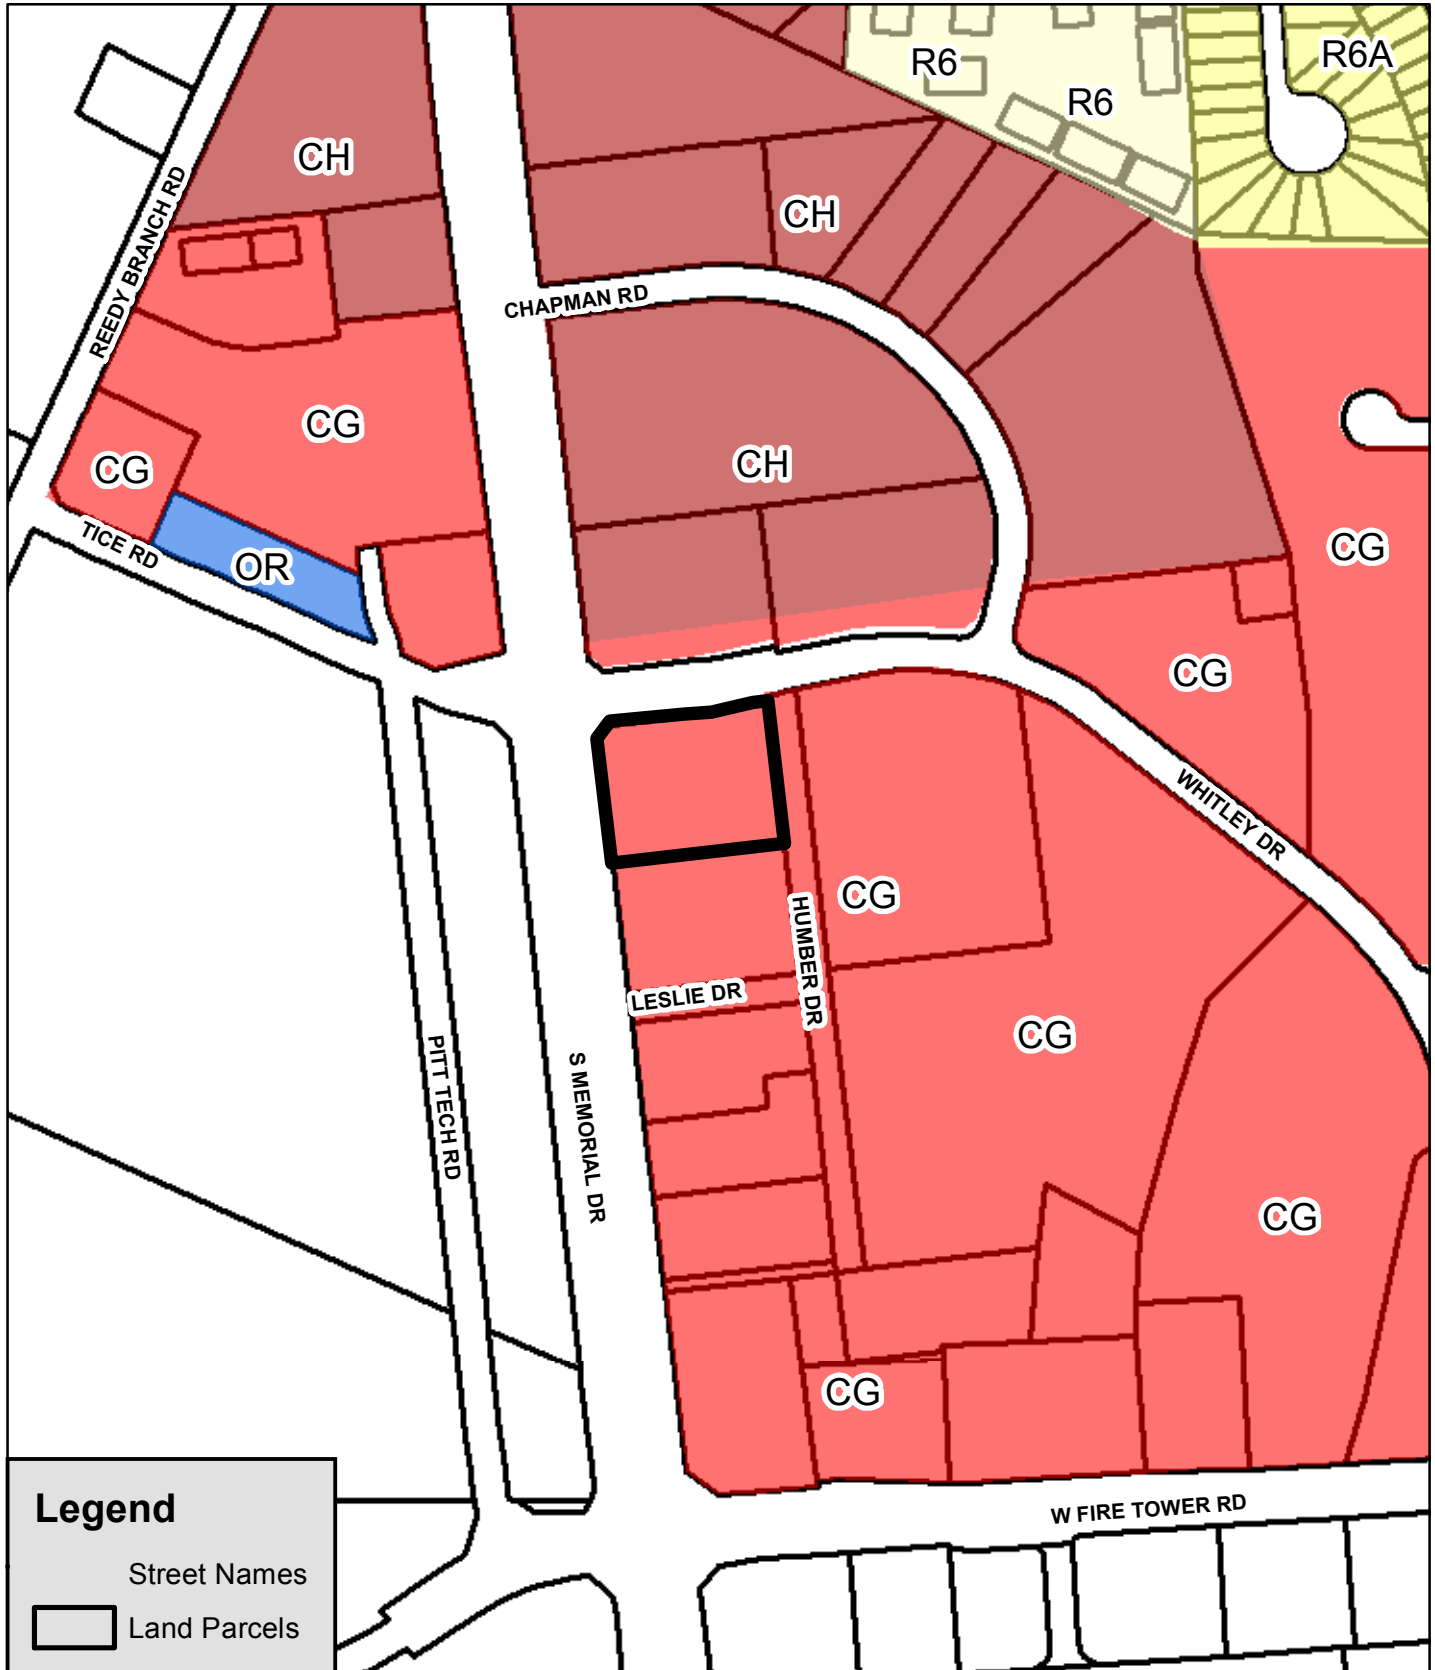 R6A
R6
R6
CH
REEDY BRANCH RD
CH
CHAPMAN RD
CG
CH
CG
TICE RD
OR
CG
CG
WHITLEY DR
CG
HUMBER DR
LESLIE DR
CG
PITT TECH RD
S MEMORIAL DR
CG
CG
W FIRE TOWER RD
Legend
Street Names
Land Parcels